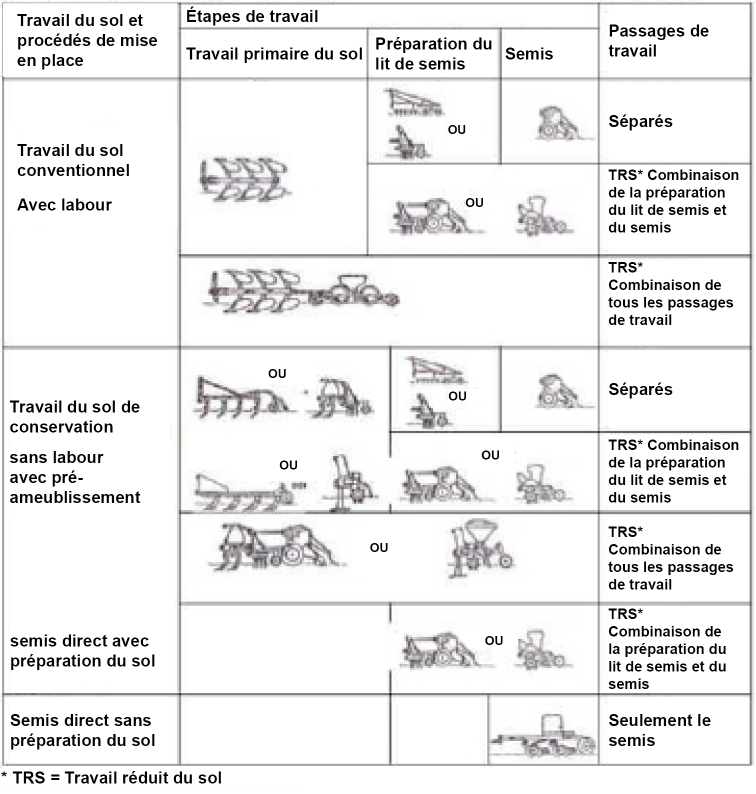 Travail du sol et
procédés de mise
en place
Étapes de travail
Travail primaire du sol
Préparation du
lit de semis
Semis
Passages de
travail
Travail du sol
conventionnel
Avec labour
OU
Séparés
OU
TRS* Combinaison
de la préparation
du lit de semis et
du semis
TRS*
Combinaison de
tous les passages
de travail
Travail du sol de
conservation
sans labour
avec pré-
ameublissement
OU
OU
Séparés
OU
OU
TRS* Combinaison
de la préparation
du lit de semis et
du semis
OU
TRS*
Combinaison de
tous les passages
de travail
semis direct avec
préparation du sol
OU
TRS*
Combinaison de
la préparation du
lit de semis et du
semis
Semis direct sans
préparation du sol
Seulement le
semis
* TRS = Travail réduit du sol